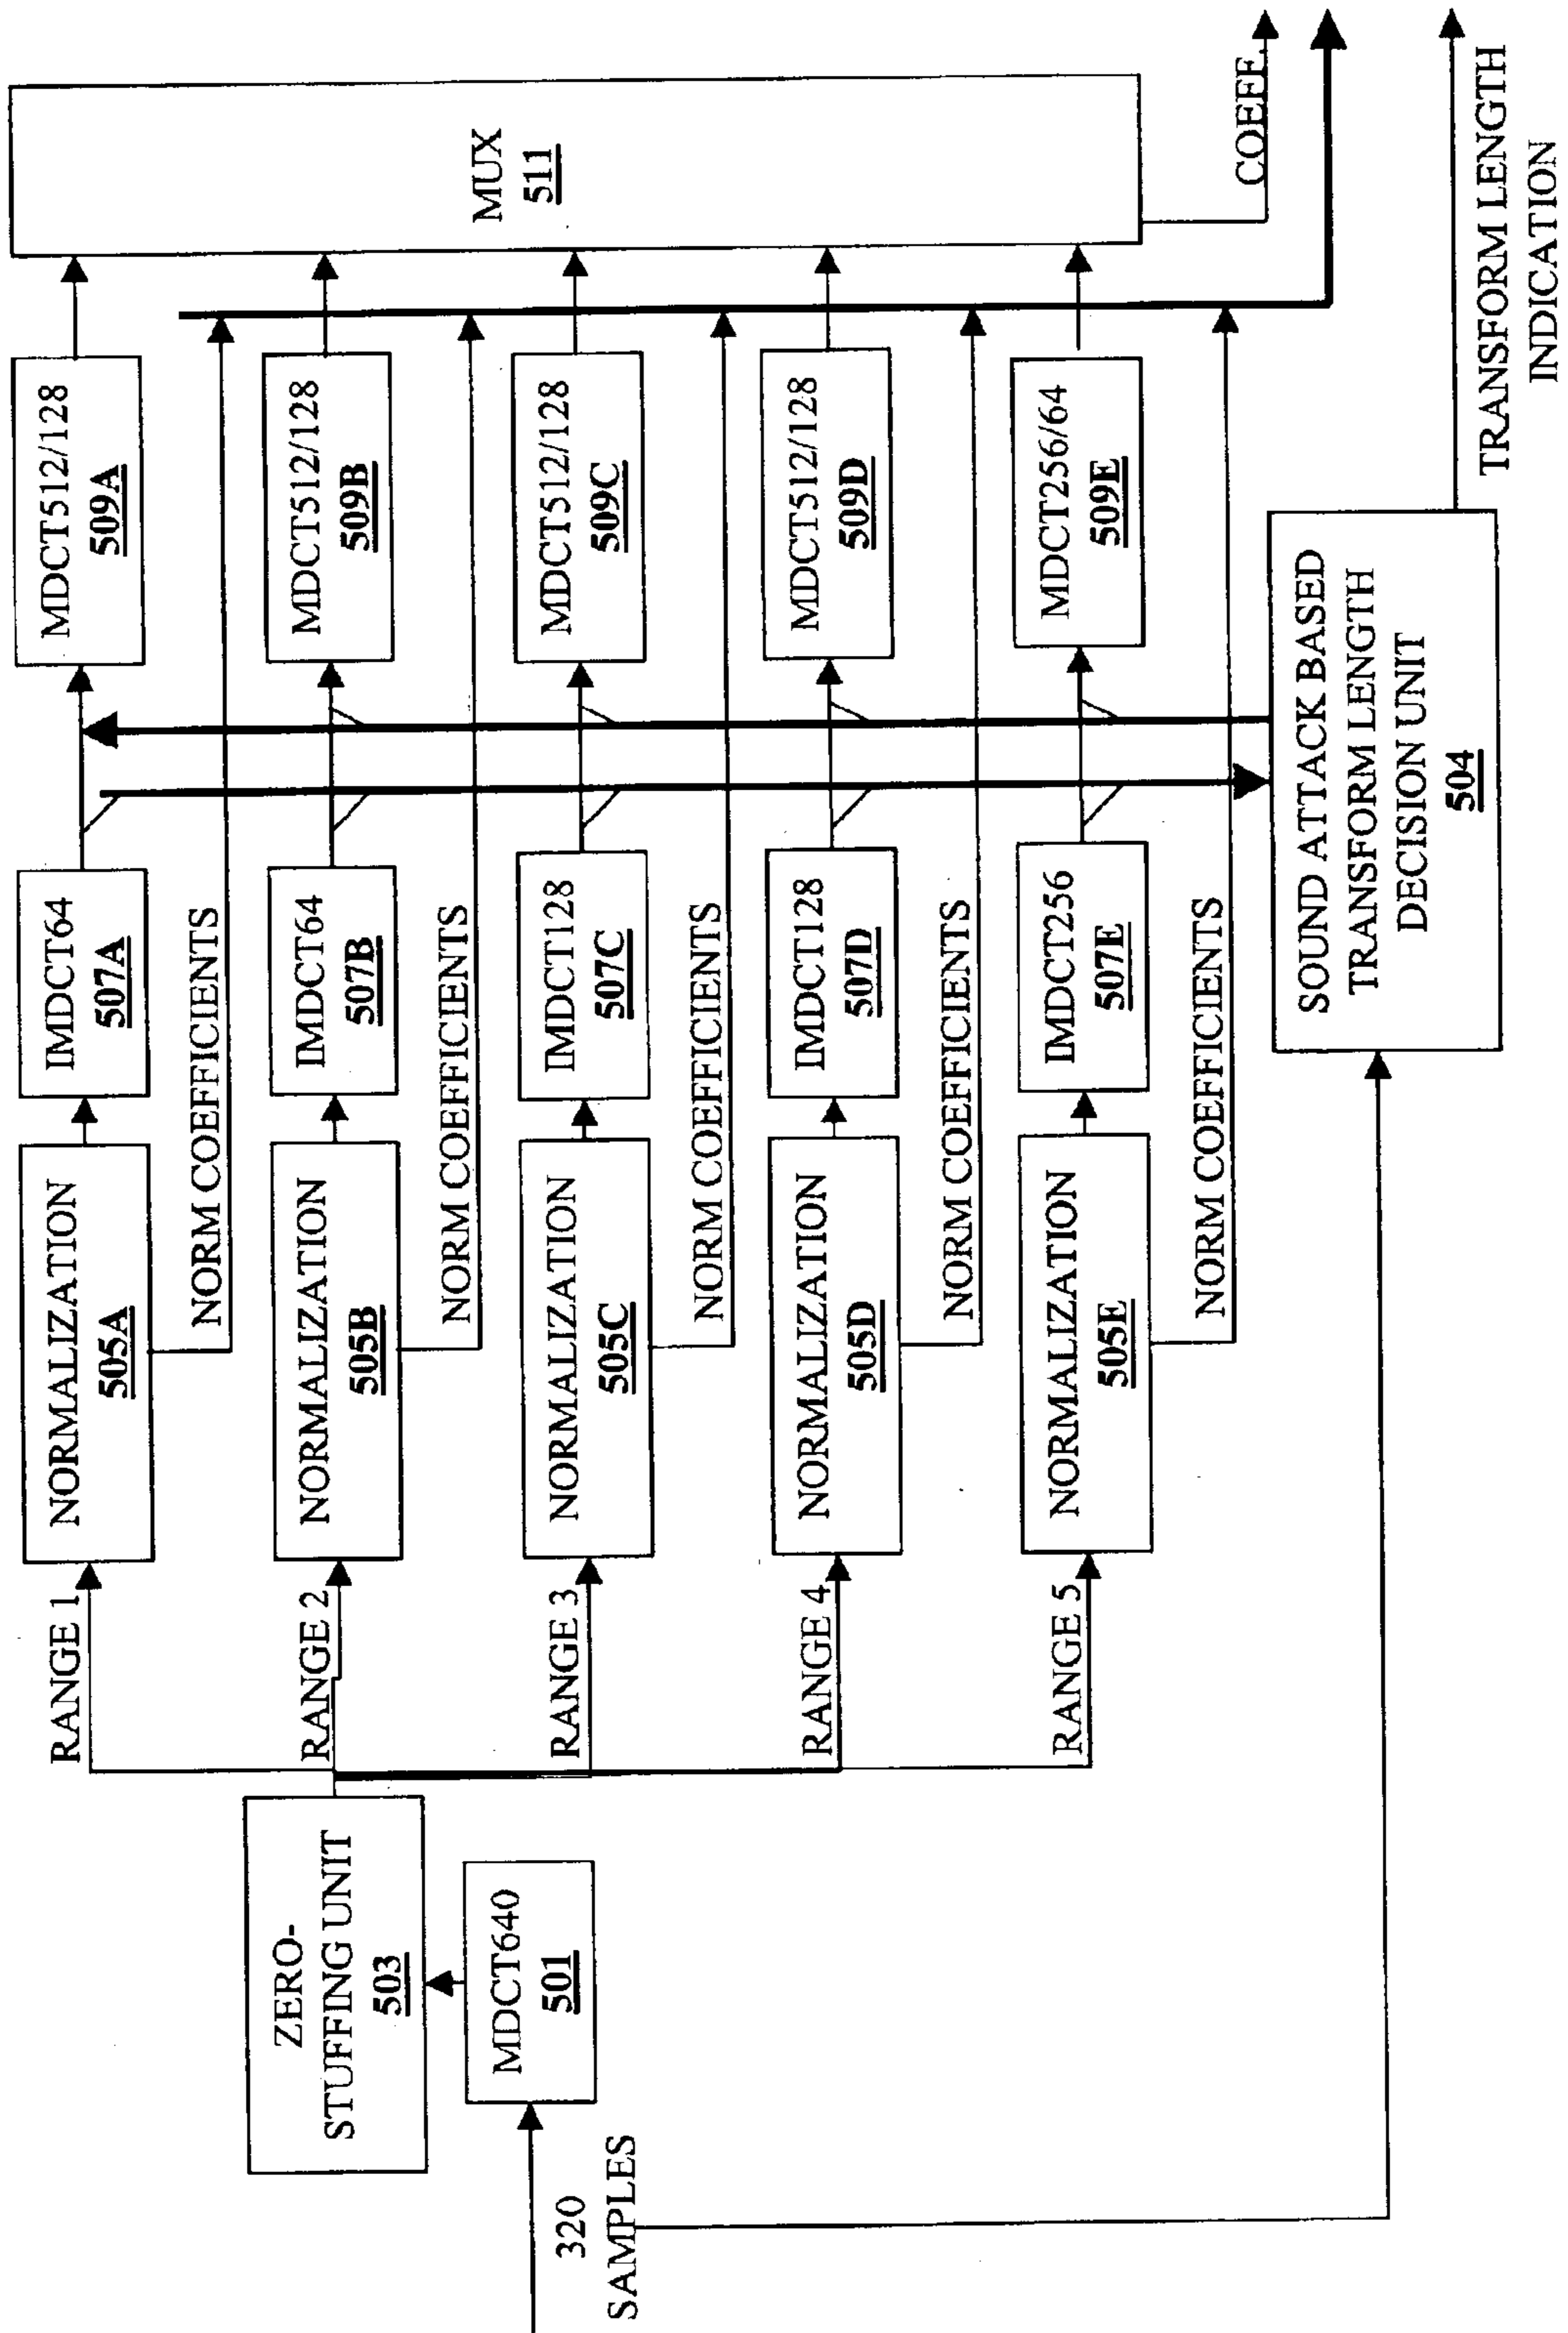 320
SAMPLES
MDCT640
501
ZERO-
STUFFING UNIT
503
RANGE 1
NORMALIZATION
505A
IMDCT64
507A
MDCT512/128
509A
NORM COEFFICIENTS
RANGE 2
NORMALIZATION
505B
IMDCT64
507B
MDCT512/128
509B
NORM COEFFICIENTS
RANGE 3
NORMALIZATION
505C
IMDCT128
507C
MDCT512/128
509C
NORM COEFFICIENTS
RANGE 4
NORMALIZATION
505D
IMDCT128
507D
MDCT512/128
509D
NORM COEFFICIENTS
RANGE 5
NORMALIZATION
505E
IMDCT256
507E
MDCT256/64
509E
NORM COEFFICIENTS
MUX
511
COEFF.
SOUND ATTACK BASED
TRANSFORM LENGTH
DECISION UNIT
504
TRANSFORM LENGTH
INDICATION